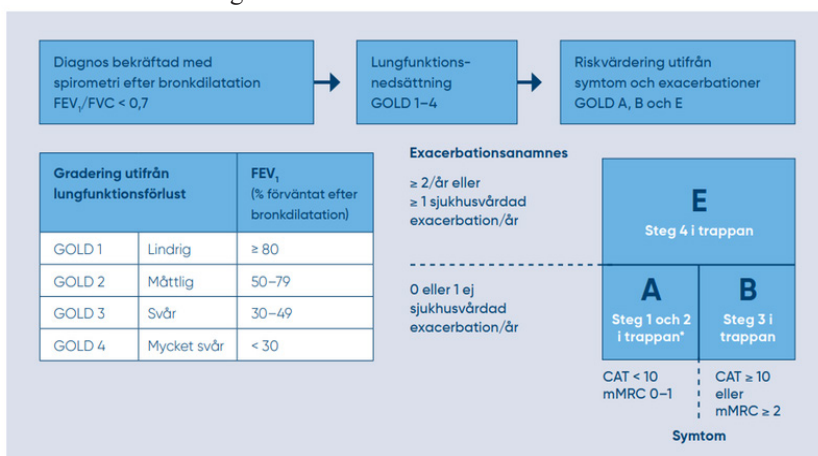 Diagnos bekräftad med
spirometri efter bronkdilatation
FEV₁/FVC < 0,7
Lungfunktions-
nedsättning
GOLD 1–4
Riskvärdering utifrån
symtom och exacerbationer
GOLD A, B och E
Gradering utifrån
lungfunktionsförlust
FEV₁
(% förväntat efter
bronkdilatation)
GOLD 1 Lindrig ≥ 80
GOLD 2 Måttlig 50–79
GOLD 3 Svår 30–49
GOLD 4 Mycket svår < 30
Exacerbationsanamnes
≥ 2/år eller
≥ 1 sjukhusvårdad
exacerbation/år
0 eller 1 ej
sjukhusvårdad
exacerbation/år
E
Steg 4 i trappan
A
Steg 1 och 2
i trappan*
B
Steg 3 i
trappan
CAT < 10
mMRC 0–1
CAT ≥ 10
eller
mMRC ≥ 2
Symtom